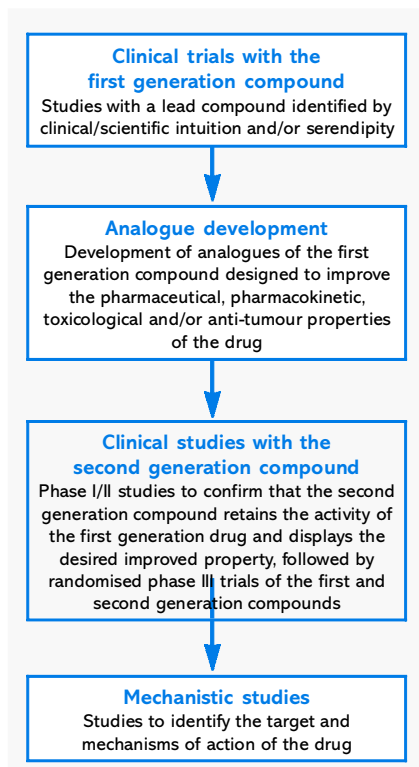 Clinical trials with the
first generation compound
Studies with a lead compound identified by
clinical/scientific intuition and/or serendipity
Analogue development
Development of analogues of the first
generation compound designed to improve
the pharmaceutical, pharmacokinetic,
toxicological and/or anti-tumour properties
of the drug
Clinical studies with the
second generation compound
Phase I/II studies to confirm that the second
generation compound retains the activity of
the first generation drug and displays the
desired improved property, followed by
randomised phase III trials of the first and
second generation compounds
Mechanistic studies
Studies to identify the target and
mechanisms of action of the drug